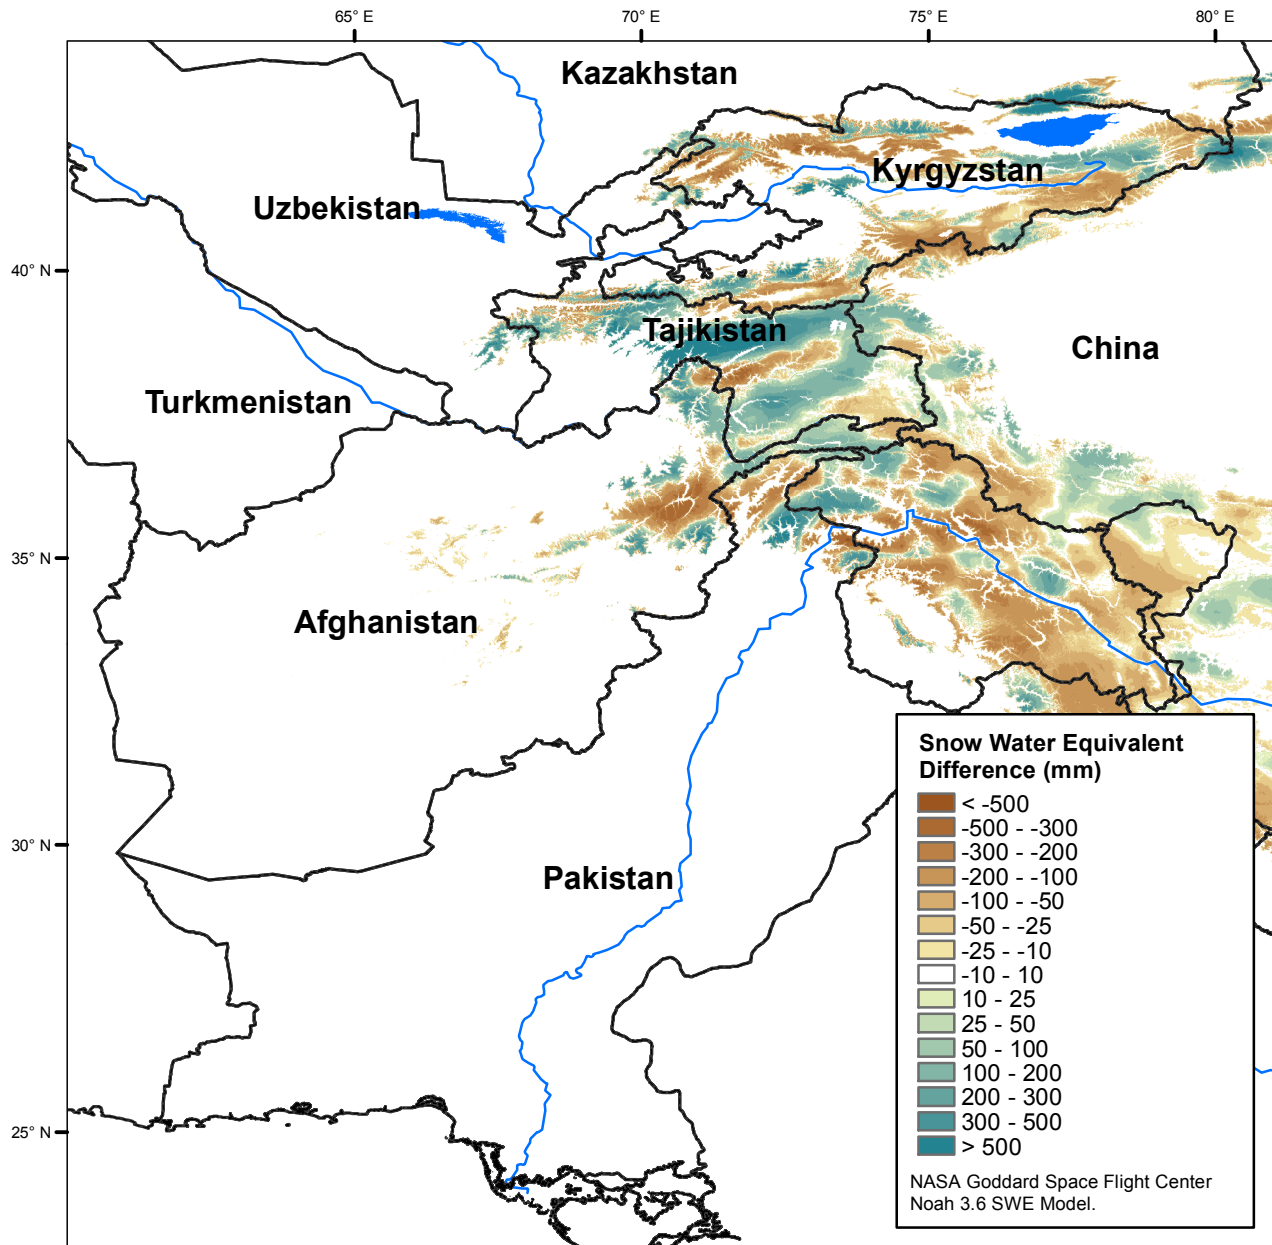 65° E
70° E
75° E
80° E
Kazakhstan
Kyrgyzstan
Uzbekistan
40° N
Tajikistan
China
Turkmenistan
35° N
Afghanistan
Snow Water Equivalent
Difference (mm)
< -500
-500 - -300
-300 - -200
-200 - -100
-100 - -50
-50 - -25
-25 - -10
-10 - 10
10 - 25
25 - 50
50 - 100
100 - 200
200 - 300
300 - 500
> 500
NASA Goddard Space Flight Center
Noah 3.6 SWE Model.
30° N
Pakistan
25° N